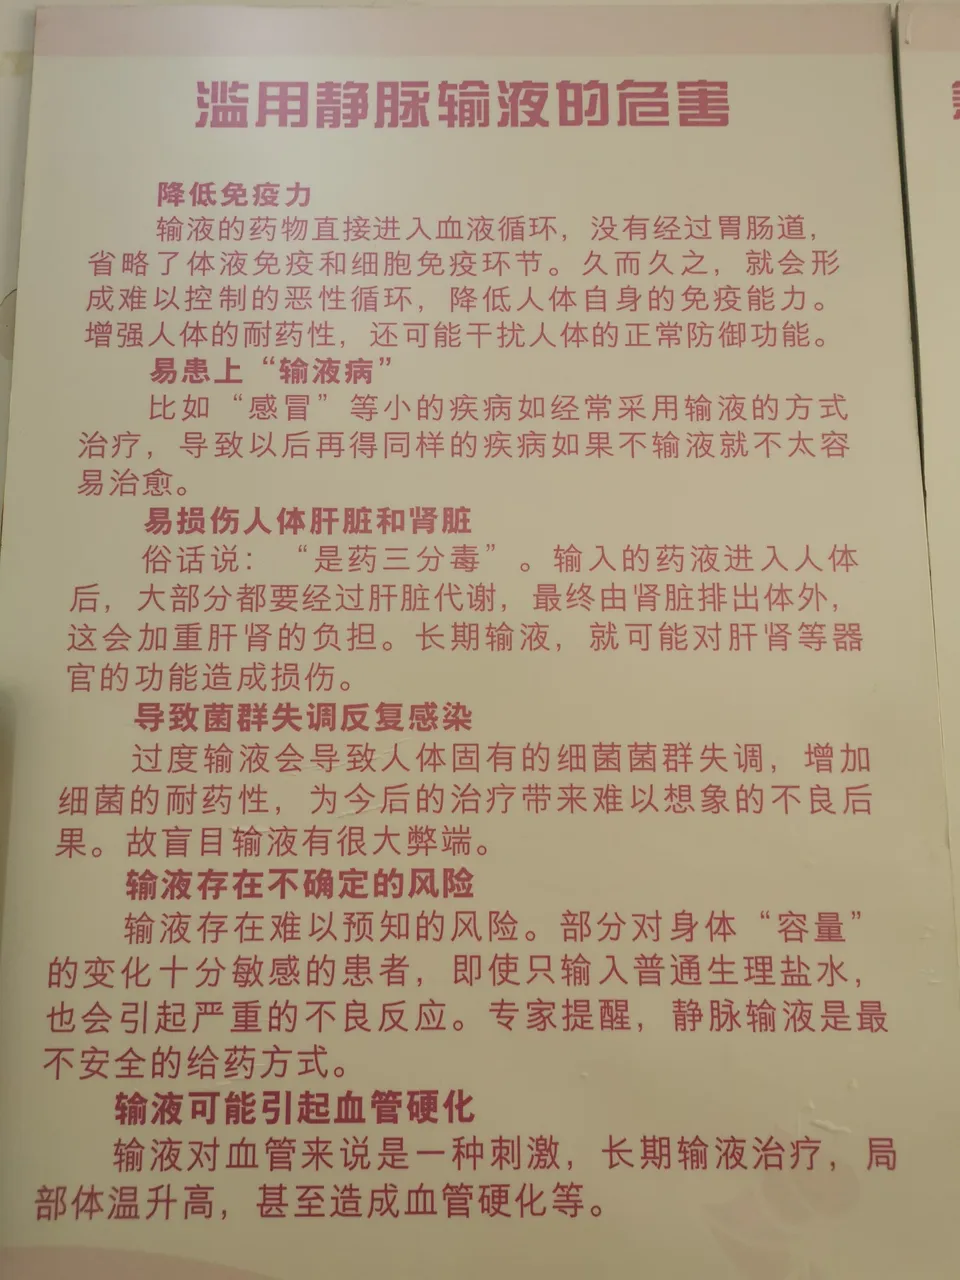 滥用静脉输液的危害
降低免疫力
输液的药物直接进入血液循环，没有经过胃肠道，
省略了体液免疫和细胞免疫环节。久而久之，就会形
成难以控制的恶性循环，降低人体自身的免疫能力。
增强人体的耐药性，还可能干扰人体的正常防御功能。
易患上“输液病”
比如“感冒”等小的疾病如经常采用输液的方式
治疗，导致以后再得同样的疾病如果不输液就不太容
易治愈。
易损伤人体肝脏和肾脏
俗话说：“是药三分毒”。输入的药液进入人体
后，大部分都要经过肝脏代谢，最终由肾脏排出体外，
这会加重肝肾的负担。长期输液，就可能对肝肾等器
官的功能造成损伤。
导致菌群失调反复感染
过度输液会导致人体固有的细菌菌群失调，增加
细菌的耐药性，为今后的治疗带来难以想象的不良后
果。故盲目输液有很大弊端。
输液存在不确定的风险
输液存在难以预知的风险。部分对身体“容量”
的变化十分敏感的患者，即使只输入普通生理盐水，
也会引起严重的不良反应。专家提醒，静脉输液是最
不安全的给药方式。
输液可能引起血管硬化
输液对血管来说是一种刺激，长期输液治疗，局
部体温升高，甚至造成血管硬化等。